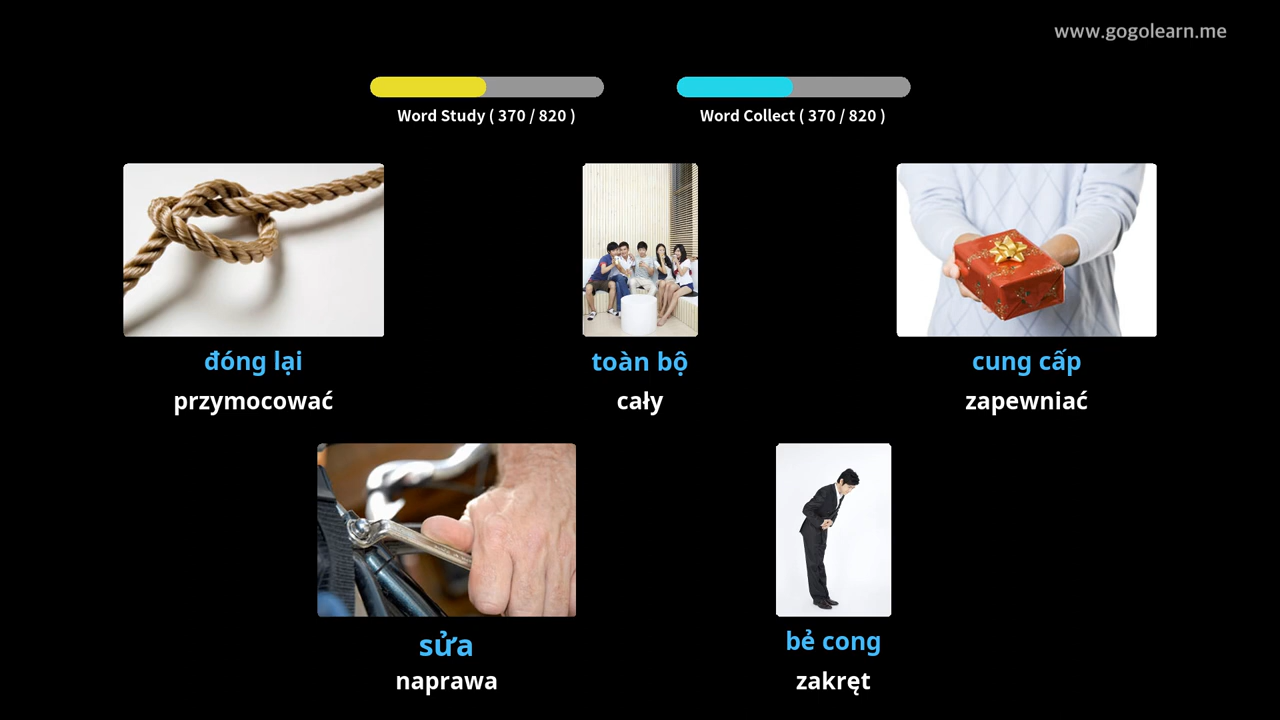 www.gogolearn.me
Word Study ( 370 / 820 )
Word Collect ( 370 / 820 )
đóng lại
przymocować
toàn bộ
cały
cung cấp
zapewniać
sửa
naprawa
bẻ cong
zakręt